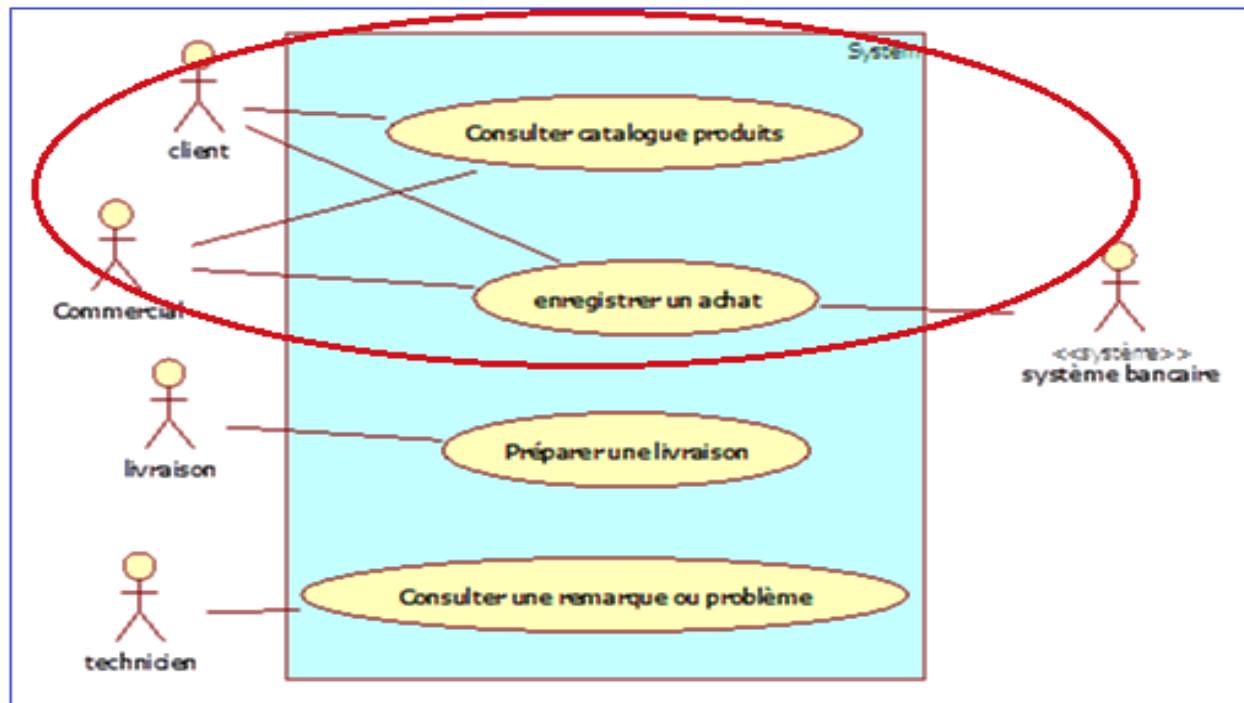 System
client
Consulter catalogue produits
Commercial
enregistrer un achat
<<système>>
système bancaire
livraison
Préparer une livraison
technicien
Consulter une remarque ou problème